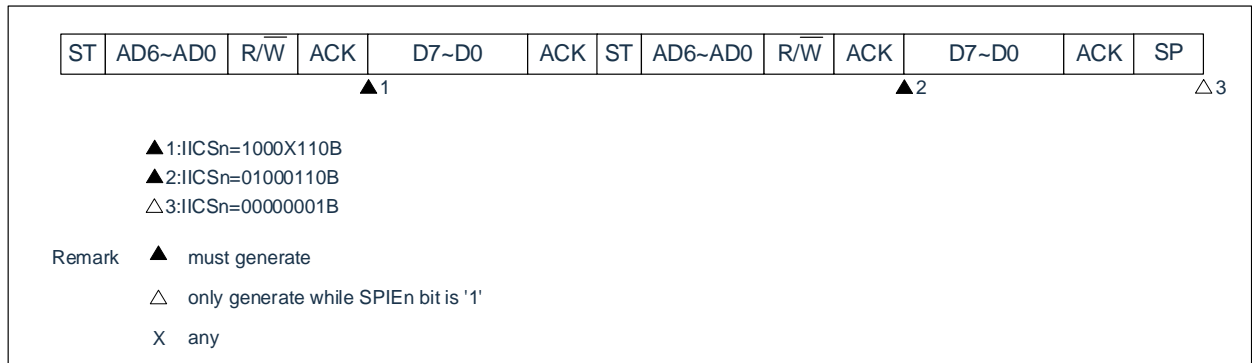 ST AD6~AD0 R/W̅ ACK D7~D0 ACK ST AD6~AD0 R/W̅ ACK D7~D0 ACK SP
▲1 ▲2 △3
▲1:IICSn=1000X110B
▲2:IICSn=01000110B
△3:IICSn=00000001B
Remark ▲ must generate
△ only generate while SPIEn bit is '1'
X any